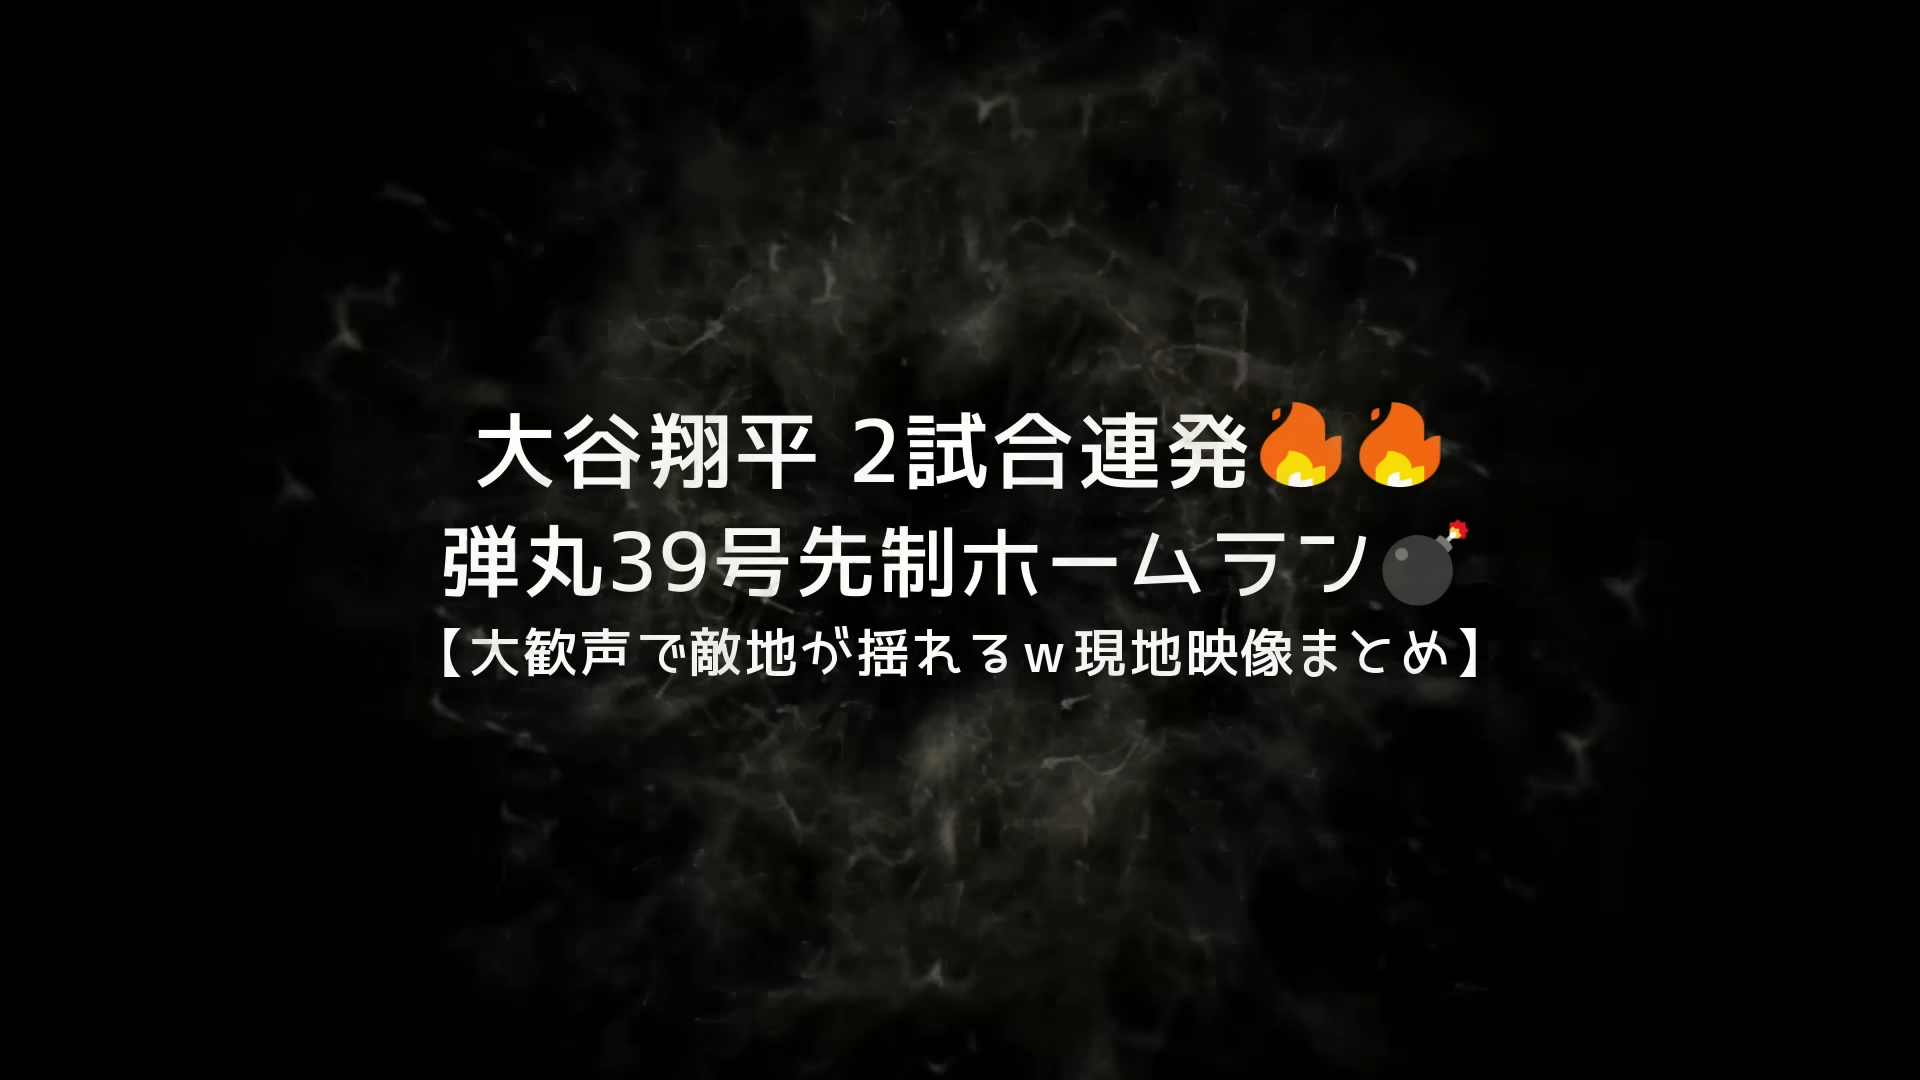 大谷翔平 2試合連発🔥🔥
弾丸39号先制ホームラン💣
【大歓声で敵地が揺れるｗ現地映像まとめ】